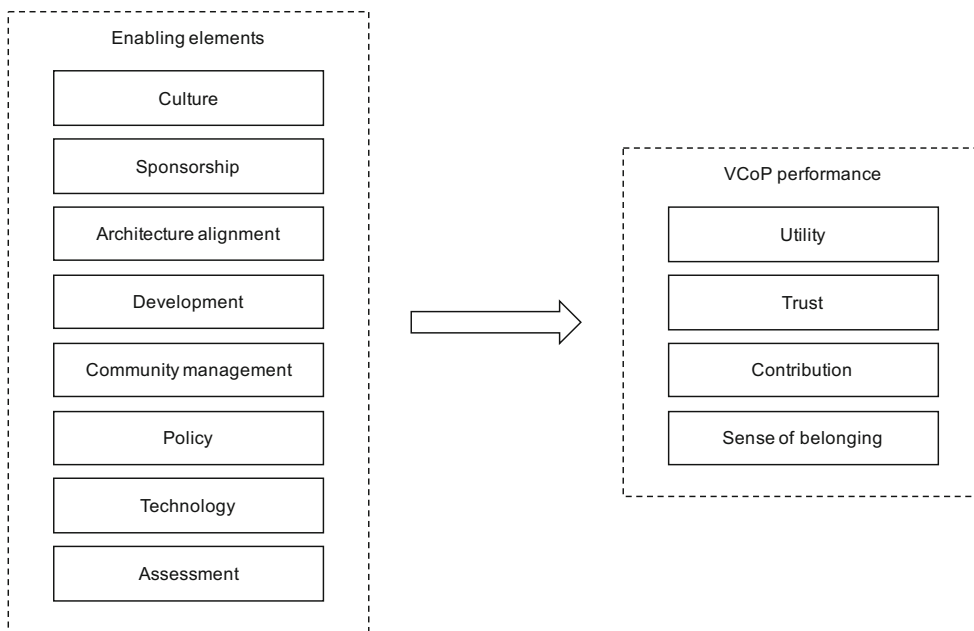 Enabling elements
Culture
Sponsorship
Architecture alignment
Development
Community management
Policy
Technology
Assessment
VCoP performance
Utility
Trust
Contribution
Sense of belonging